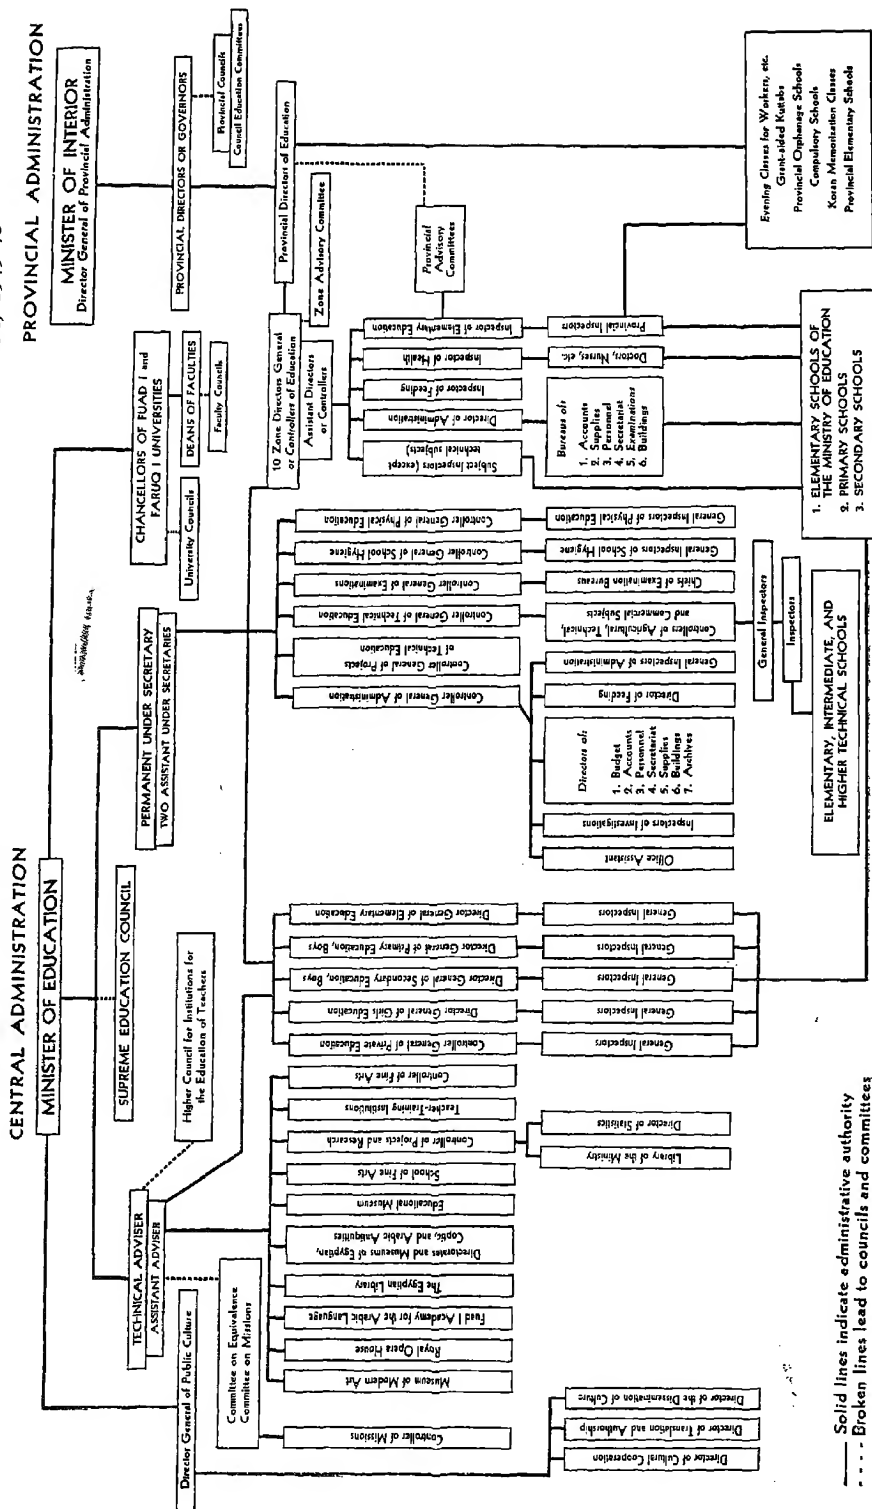 CENTRAL ADMINISTRATION
PROVINCIAL ADMINISTRATION
MINISTER OF EDUCATION
SUPREME EDUCATION COUNCIL
MINISTER OF INTERIOR
Director General of Provincial Administration
PROVINCIAL DIRECTORS OR GOVERNORS
Provincial Councils
Council Education Committees
CHANCELLORS OF FUAD I and
FARUQ I UNIVERSITIES
University Councils
DEANS OF FACULTIES
Faculty Councils
PERMANENT UNDER SECRETARY
TWO ASSISTANT UNDER SECRETARIES
TECHNICAL ADVISER
ASSISTANT ADVISER
Higher Council for Institutions for
the Education of Teachers
Director General of Public Culture
Committee on Equivalence
Committee on Missions
Controller of Missions
Museum of Modern Art
Royal Opera House
Fuad I Academy for the Arabic Language
The Egyptian Library
Directorates and Museums of Egyptian,
Coptic, and Arabic Antiquities
Educational Museum
School of Fine Arts
Controller of Projects and Research
Teacher-Training Institutions
Controller of Fine Arts
Library of the Ministry
Director of Statistics
Director of Cultural Cooperation
Director of Translation and Authorship
Director of the Dissemination of Culture
Controller General of Private Education
Director General of Girls Education
Director General of Secondary Education, Boys
Director General of Primary Education, Boys
Director General of Elementary Education
General Inspectors
General Inspectors
General Inspectors
General Inspectors
General Inspectors
Controller General of Administration
Controller General of Projects
of Technical Education
Controller General of Technical Education
Controller General of Examinations
Controller General of School Hygiene
Controller General of Physical Education
Office Assistant
Inspectors of Investigations
Directors of:
1. Budget
2. Accounts
3. Personnel
4. Secretariat
5. Supplies
6. Buildings
7. Archives
Director of Feeding
General Inspectors of Administration
Controllers of Agricultural, Technical,
and Commercial Subjects
Chiefs of Examination Bureaus
General Inspectors of School Hygiene
General Inspectors of Physical Education
General Inspectors
Inspectors
ELEMENTARY, INTERMEDIATE, AND
HIGHER TECHNICAL SCHOOLS
10 Zone Directors General
or Controllers of Education
Assistant Directors
or Controllers
Zone Advisory Committee
Provincial Directors of Education
Provincial
Advisory
Committees
Subject Inspectors (except
technical subjects)
Director of Administration
Inspector of Feeding
Inspector of Health
Inspector of Elementary Education
Bureaus of:
1. Accounts
2. Supplies
3. Personnel
4. Secretariat
5. Examinations
6. Buildings
Doctors, Nurses, etc.
Provincial Inspectors
1. ELEMENTARY SCHOOLS OF
THE MINISTRY OF EDUCATION
2. PRIMARY SCHOOLS
3. SECONDARY SCHOOLS
Evening Classes for Workers, etc.
Grant-aided Kuttabs
Provincial Orphanage Schools
Compulsory Schools
Koran Memorization Classes
Provincial Elementary Schools
Solid lines indicate administrative authority
Broken lines lead to councils and committees